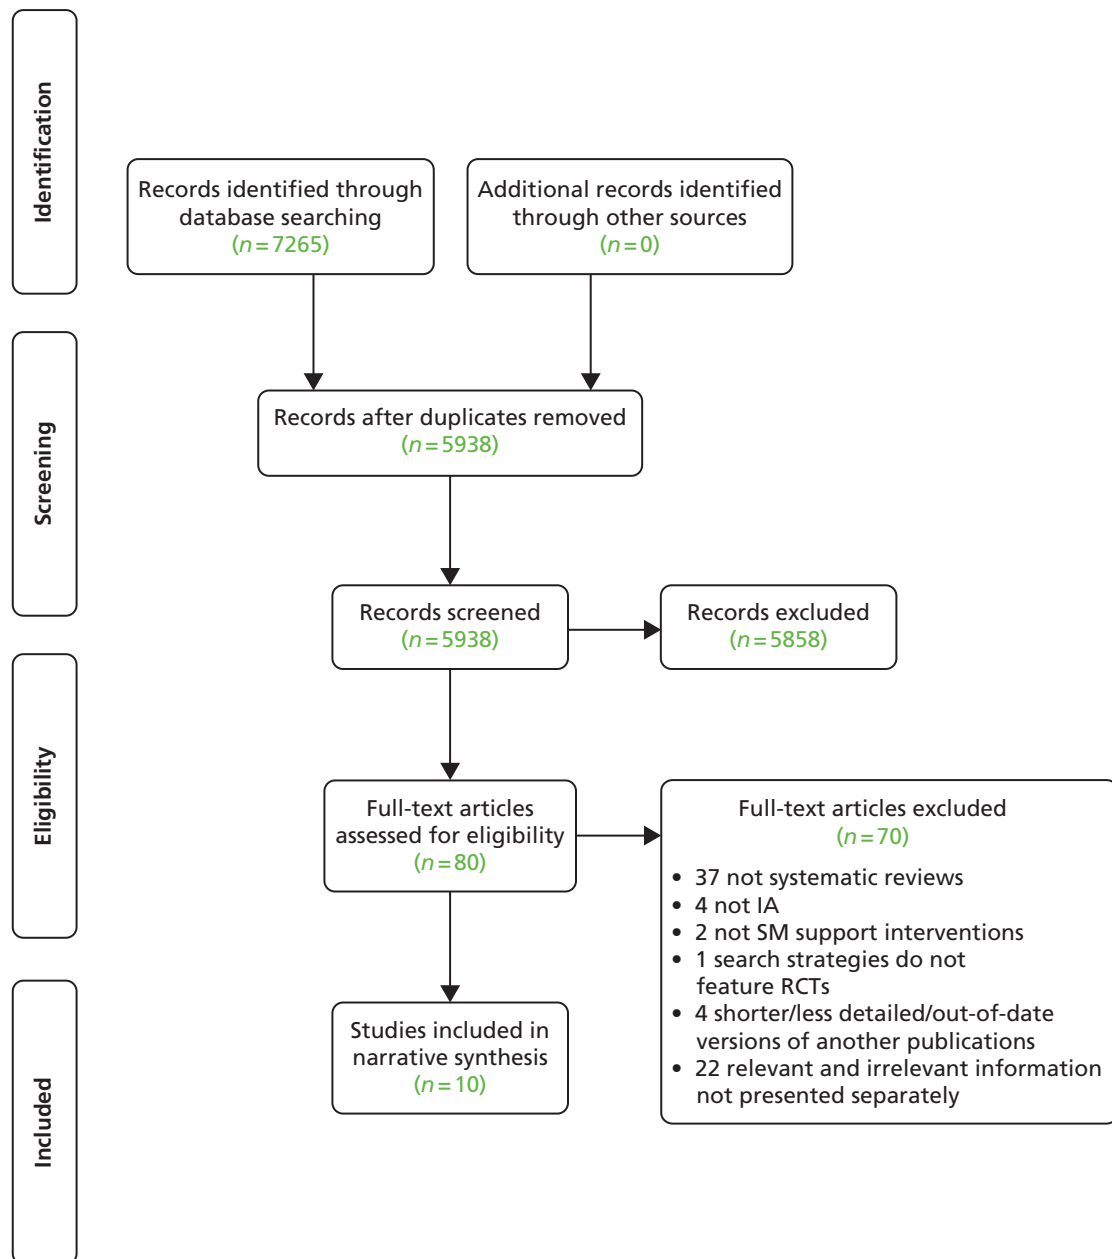 Identification
Records identified through
database searching
(n=7265)
Additional records identified
through other sources
(n=0)
Screening
Records after duplicates removed
(n=5938)
Records screened
(n=5938)
Records excluded
(n=5858)
Eligibility
Full-text articles
assessed for eligibility
(n=80)
Full-text articles excluded
(n=70)
• 37 not systematic reviews
• 4 not IA
• 2 not SM support interventions
• 1 search strategies do not
feature RCTs
• 4 shorter/less detailed/out-of-date
versions of another publications
• 22 relevant and irrelevant information
not presented separately
Included
Studies included in
narrative synthesis
(n=10)